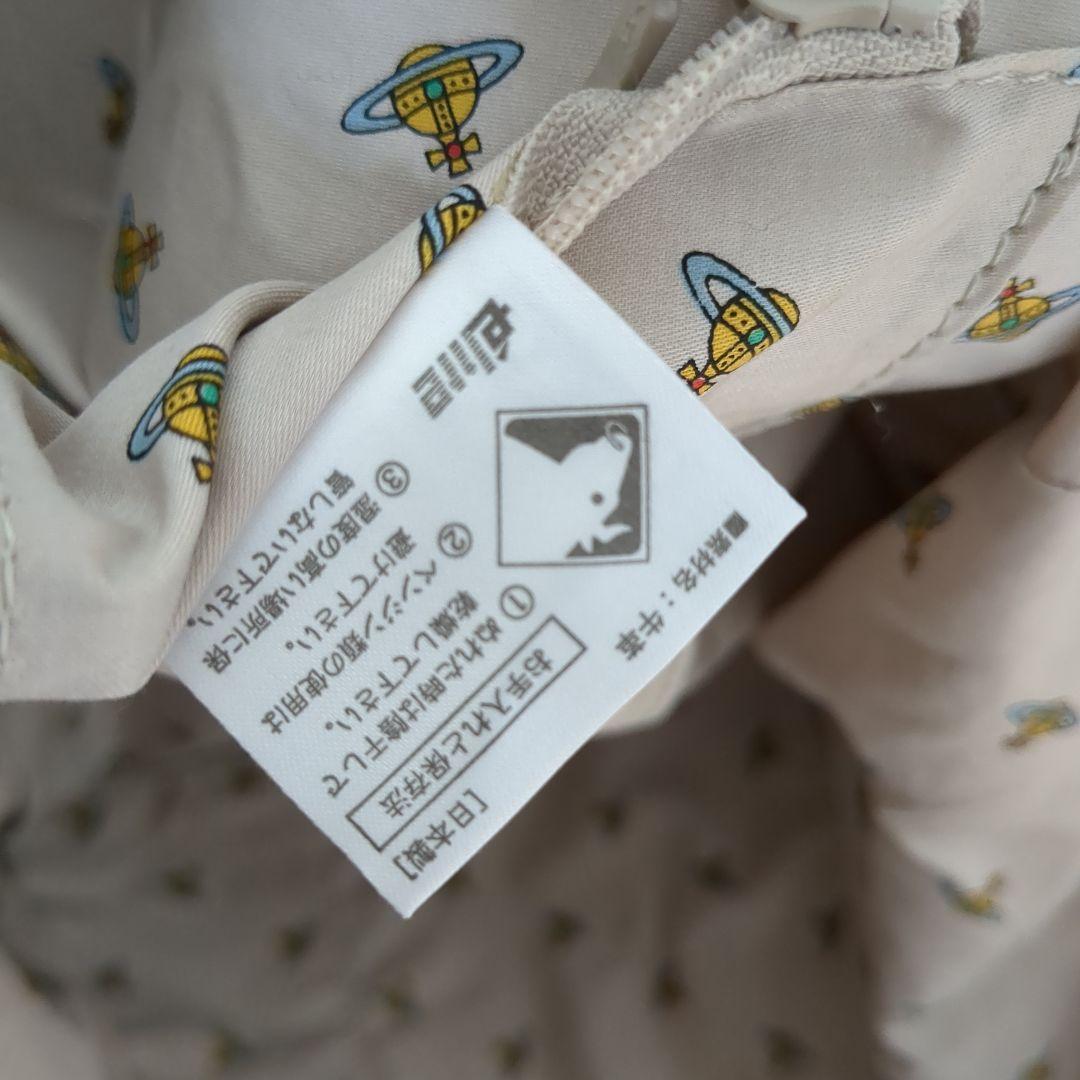 素材名：牛革
[日本製]
お手入れと保存法
① ぬれた時は陰干しで
乾燥して下さい。
② ベンジン類の使用は
避けて下さい。
③ 湿度の高い場所に保
管しないで下さい。